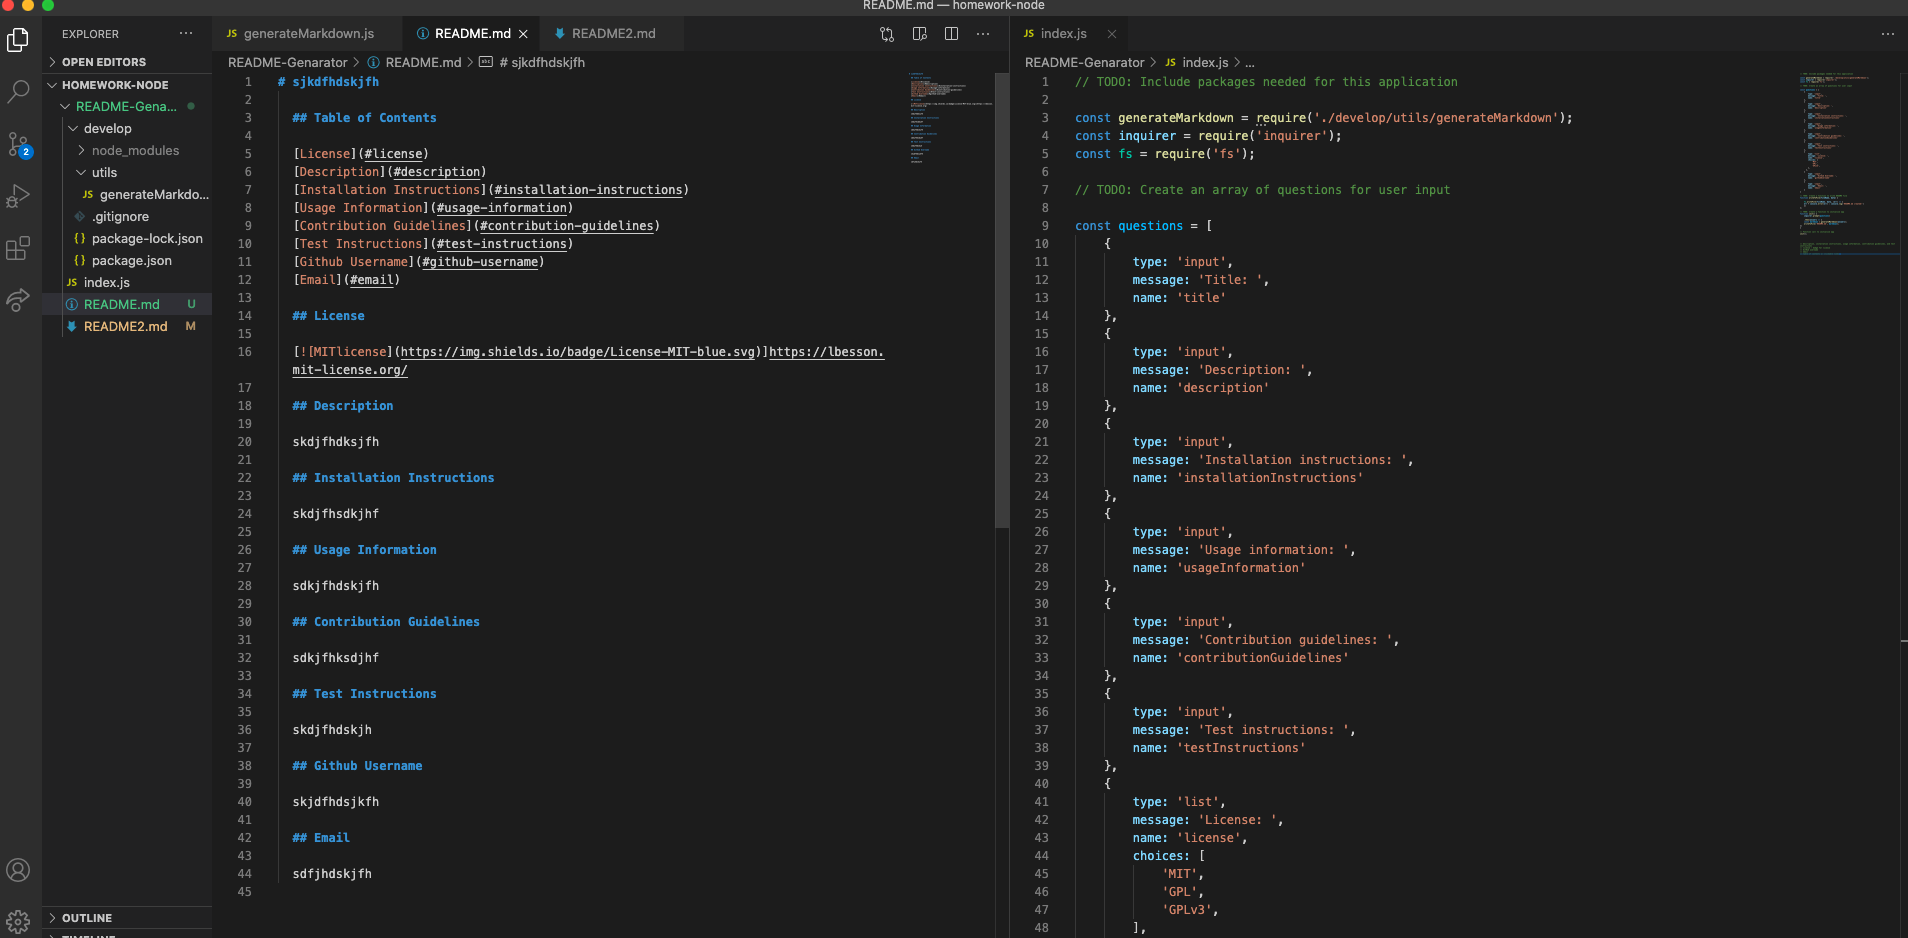 README.md — homework-node
EXPLORER ...
OPEN EDITORS
HOMEWORK-NODE
README-Gena...
develop
node_modules
utils
JS generateMarkdo...
.gitignore
{} package-lock.json
{} package.json
JS index.js
README.md U
README2.md M
2
OUTLINE
TIMELINE
JS generateMarkdown.js
README.md
README2.md
README-Genarator > README.md > # sjkdfhdskjfh
1 # sjkdfhdskjfh
2
3 ## Table of Contents
4
5 [License](#license)
6 [Description](#description)
7 [Installation Instructions](#installation-instructions)
8 [Usage Information](#usage-information)
9 [Contribution Guidelines](#contribution-guidelines)
10 [Test Instructions](#test-instructions)
11 [Github Username](#github-username)
12 [Email](#email)
13
14 ## License
15
16 [![MITlicense](https://img.shields.io/badge/License-MIT-blue.svg)]https://lbesson.
mit-license.org/
17
18 ## Description
19
20 skdjfhdksjfh
21
22 ## Installation Instructions
23
24 skdjfhsdkjhf
25
26 ## Usage Information
27
28 sdkjfhdskjfh
29
30 ## Contribution Guidelines
31
32 sdkjfhksdjhf
33
34 ## Test Instructions
35
36 skdjfhdskjh
37
38 ## Github Username
39
40 skjdfhdsjkfh
41
42 ## Email
43
44 sdfjhdskjfh
45
JS index.js
README-Genarator > JS index.js > ...
1 // TODO: Include packages needed for this application
2
3 const generateMarkdown = require('./develop/utils/generateMarkdown');
4 const inquirer = require('inquirer');
5 const fs = require('fs');
6
7 // TODO: Create an array of questions for user input
8
9 const questions = [
10 {
11 type: 'input',
12 message: 'Title: ',
13 name: 'title'
14 },
15 {
16 type: 'input',
17 message: 'Description: ',
18 name: 'description'
19 },
20 {
21 type: 'input',
22 message: 'Installation instructions: ',
23 name: 'installationInstructions'
24 },
25 {
26 type: 'input',
27 message: 'Usage information: ',
28 name: 'usageInformation'
29 },
30 {
31 type: 'input',
32 message: 'Contribution guidelines: ',
33 name: 'contributionGuidelines'
34 },
35 {
36 type: 'input',
37 message: 'Test instructions: ',
38 name: 'testInstructions'
39 },
40 {
41 type: 'list',
42 message: 'License: ',
43 name: 'license',
44 choices: [
45 'MIT',
46 'GPL',
47 'GPLv3',
48 ],